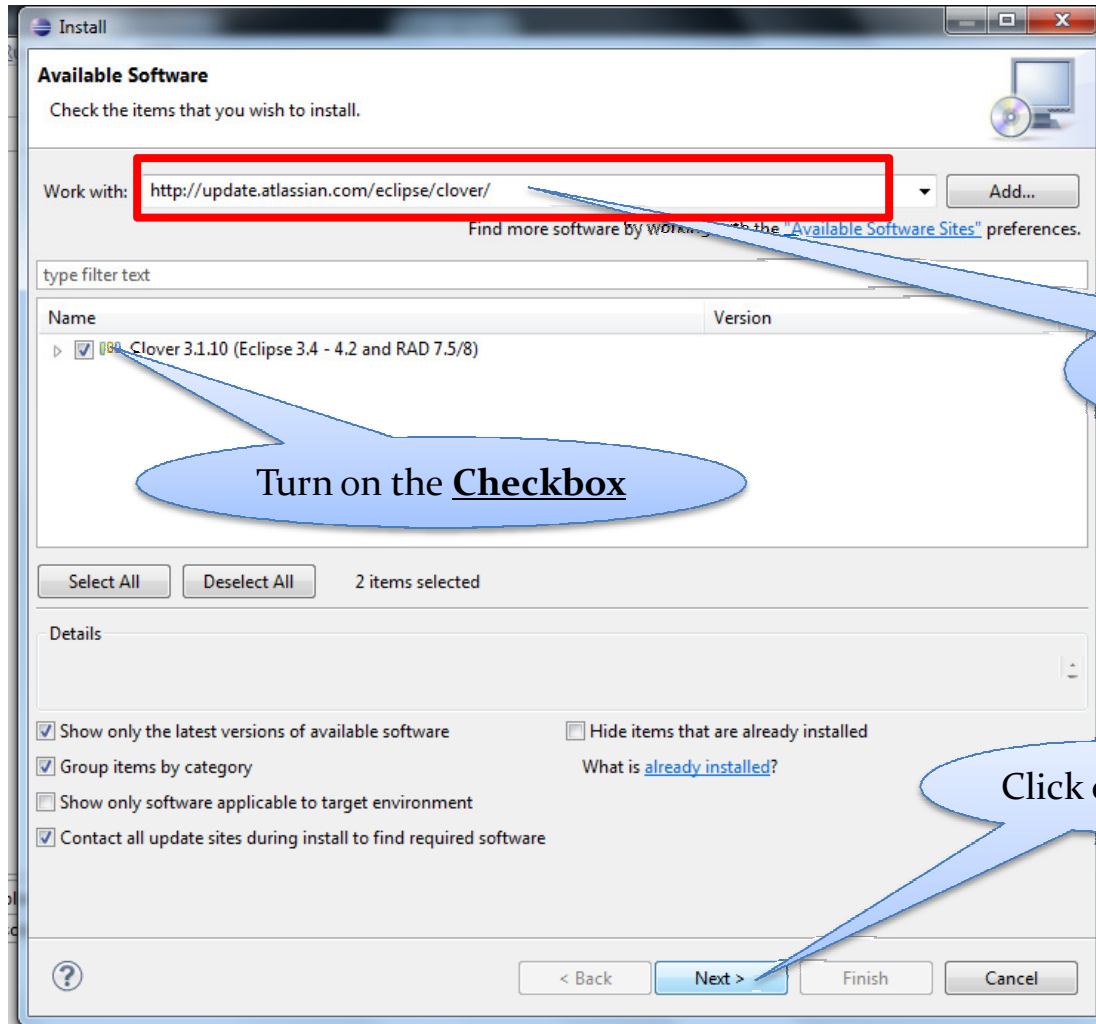 Install
Available Software
Check the items that you wish to install.
Work with: http://update.atlassian.com/eclipse/clover/ Add...
Find more software by working with the "Available Software Sites" preferences.
type filter text
Name Version
Clover 3.1.10 (Eclipse 3.4 - 4.2 and RAD 7.5/8)
Turn on the Checkbox
Select All Deselect All 2 items selected
Details
Show only the latest versions of available software Hide items that are already installed
Group items by category What is already installed?
Show only software applicable to target environment
Click
Contact all update sites during install to find required software
? < Back Next > Finish Cancel